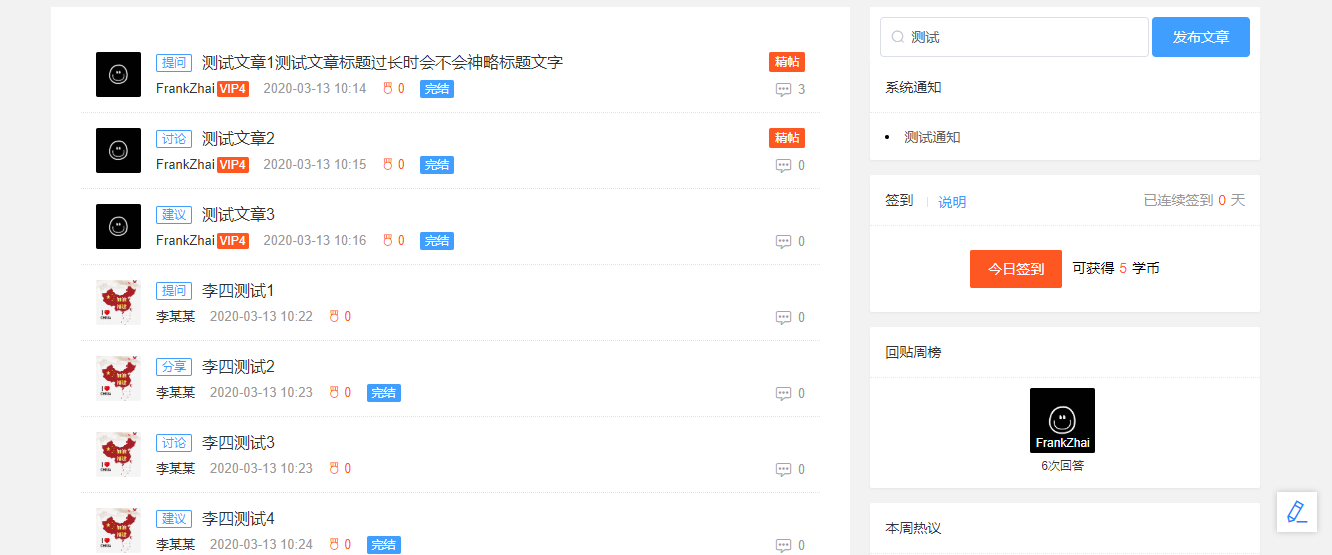 提问 测试文章1测试文章标题过长时会不会神略标题文字 精帖
FrankZhai VIP4 2020-03-13 10:14 0 完结 3
讨论 测试文章2 精帖
FrankZhai VIP4 2020-03-13 10:15 0 完结 0
建议 测试文章3
FrankZhai VIP4 2020-03-13 10:16 0 完结 0
提问 李四测试1
李某某 2020-03-13 10:22 0 0
分享 李四测试2
李某某 2020-03-13 10:23 0 完结 0
讨论 李四测试3
李某某 2020-03-13 10:23 0 0
建议 李四测试4
李某某 2020-03-13 10:24 0 完结 0
测试 发布文章
系统通知
测试通知
签到 说明 已连续签到 0 天
今日签到 可获得 5 学币
回贴周榜
FrankZhai
6次回答
本周热议